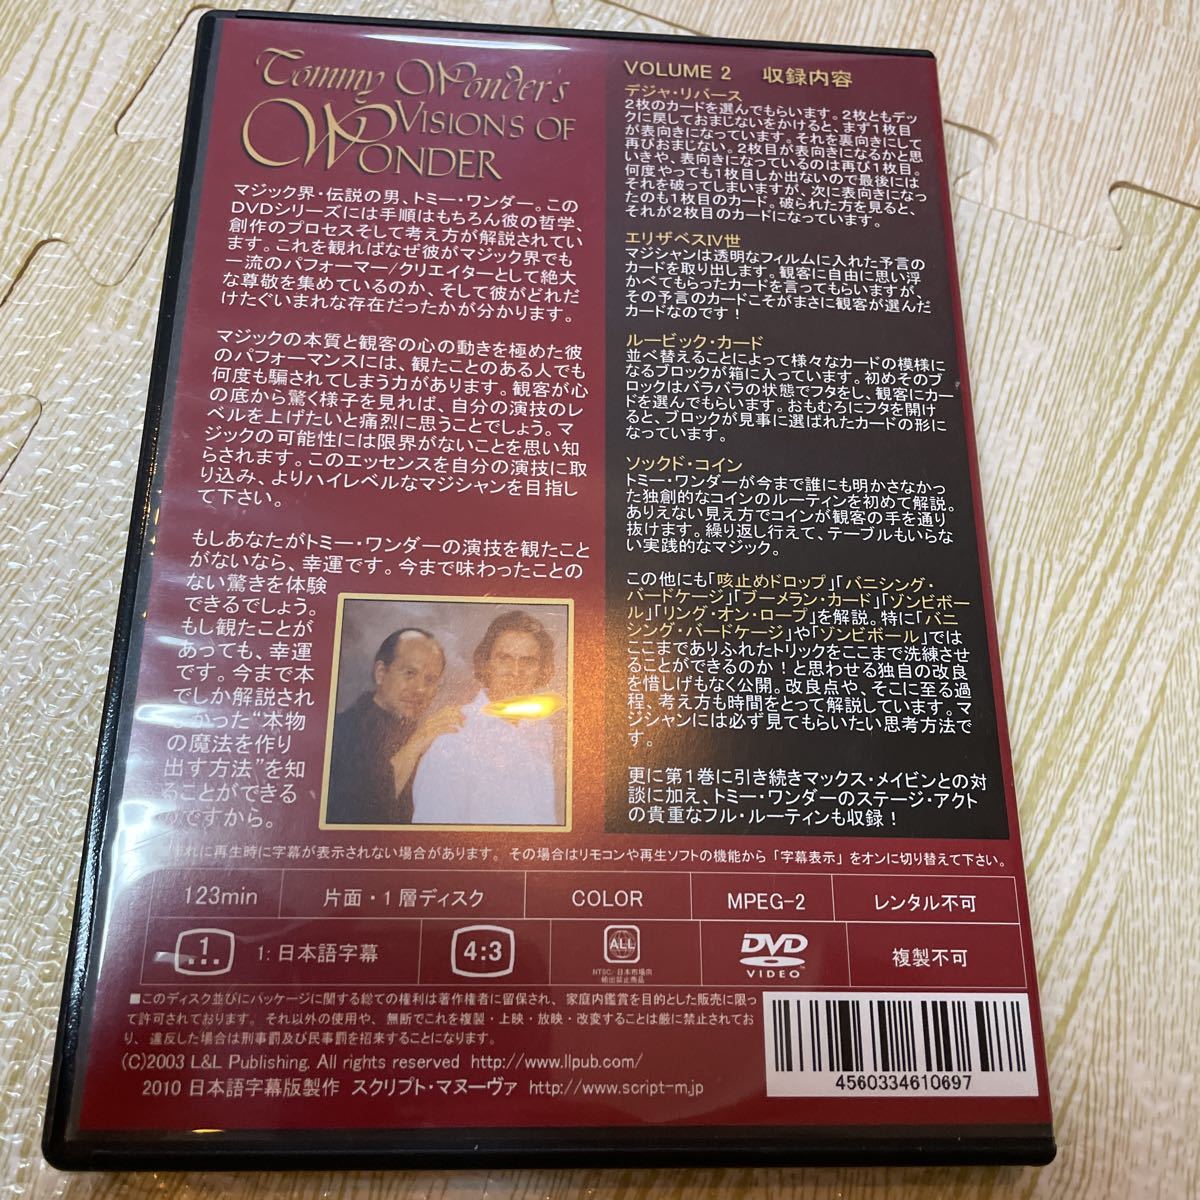 Tommy Wonder's
VISIONS OF
WONDER
マジック界・伝説の男、トミー・ワンダー。この
DVDシリーズには手順はもちろん彼の哲学、
創作のプロセスそして考え方が解説されてい
ます。これを観ればなぜ彼がマジック界でも
一流のパフォーマー/クリエイターとして絶大
な尊敬を集めているのか、そして彼がどれだ
けたぐいまれな存在だったかが分かります。
マジックの本質と観客の心の動きを極めた彼
のパフォーマンスには、観たことのある人でも
何度も騙されてしまう力があります。観客が心
の底から驚く様子を見れば、自分の演技のレ
ベルを上げたいと痛烈に思うことでしょう。マ
ジックの可能性には限界がないことを思い知
らされます。このエッセンスを自分の演技に取
り込み、よりハイレベルなマジシャンを目指し
て下さい。
もしあなたがトミー・ワンダーの演技を観たこと
がないなら、幸運です。今まで味わったことの
ない驚きを体験
できるでしょう。
もし観たことが
あっても、幸運
です。今まで本
でしか解説され
なかった“本物
の魔法を作り
出す方法”を知
ることができる
のですから。
VOLUME 2 収録内容
デジャ・リバース
2枚のカードを選んでもらいます。2枚ともデッ
クに戻しておまじないをかけると、まず1枚目
が表向きになっています。それを裏向きにして
再びおまじない。2枚目が表向きになるかと思
いきや、表向きになっているのは再び1枚目。
何度やっても1枚目しか出ないので最後には
それを破ってしまいますが、次に表向きになっ
たのも1枚目のカード。破られた方を見ると、
それが2枚目のカードになっています。
エリザベスⅣ世
マジシャンは透明なフィルムに入れた予言の
カードを取り出します。観客に自由に思い浮
かべてもらったカードを言ってもらいますが、
その予言のカードこそがまさに観客が選んだ
カードなのです！
ルービック・カード
並べ替えることによって様々なカードの模様に
なるブロックが箱に入っています。初めそのブ
ロックはバラバラの状態でフタをし、観客にカー
ドを選んでもらいます。おもむろにフタを開け
ると、ブロックが見事に選ばれたカードの形に
なっています。
ソックド・コイン
トミー・ワンダーが今まで誰にも明かさなかっ
た独創的なコインのルーティンを初めて解説。
ありえない見え方でコインが観客の手を通り
抜けます。繰り返し行えて、テーブルもいらな
い実践的なマジック。
この他にも「咳止めドロップ」「バニシング・
バードケージ」「ブーメラン・カード」「ゾンビボー
ル」「リング・オン・ロープ」を解説。特に「バニ
シング・バードケージ」や「ゾンビボール」では
ここまでありふれたトリックをここまで洗練させ
ることができるのか！と思わせる独自の改良
を惜しげもなく公開。改良点や、そこに至る過
程、考え方も時間をとって解説しています。マ
ジシャンには必ず見てもらいたい思考方法で
す。
更に第1巻に引き続きマックス・メイビンとの対
談に加え、トミー・ワンダーのステージ・アクト
の貴重なフル・ルーティンも収録！
に再生時に字幕が表示されない場合があります。その場合はリモコンや再生ソフトの機能から「字幕表示」をオンに切り替えて下さい。
123min 片面・1層ディスク COLOR MPEG-2 レンタル不可
.1. 1: 日本語字幕 4:3 ALL DVD VIDEO 複製不可
NTSC/日本市場向
輸出禁止商品
■このディスク並びにパッケージに関する総ての権利は著作権者に留保され、家庭内鑑賞を目的とした販売に限っ
て許可されております。それ以外の使用や、無断でこれを複製・上映・放映・改変することは厳に禁止されてお
り、違反した場合は刑事罰及び民事罰を招来することになります。
(C)2003 L&L Publishing. All rights reserved http://www.llpub.com/
2010 日本語字幕版製作 スクリプト・マヌーヴァ http://www.script-m.jp
4560334610697